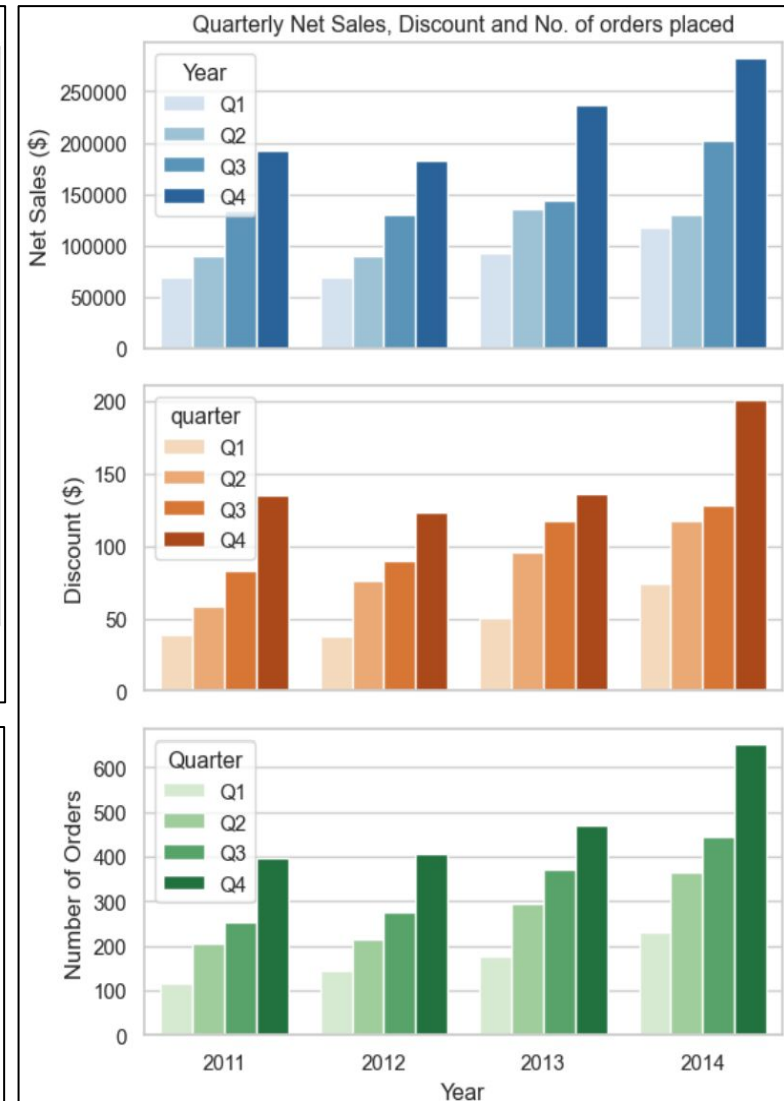 Quarterly Net Sales, Discount and No. of orders placed
Net Sales ($)
250000
200000
150000
100000
50000
0
Year
Q1
Q2
Q3
Q4
Discount ($)
200
150
100
50
0
quarter
Q1
Q2
Q3
Q4
Number of Orders
600
500
400
300
200
100
0
Quarter
Q1
Q2
Q3
Q4
2011 2012 2013 2014
Year